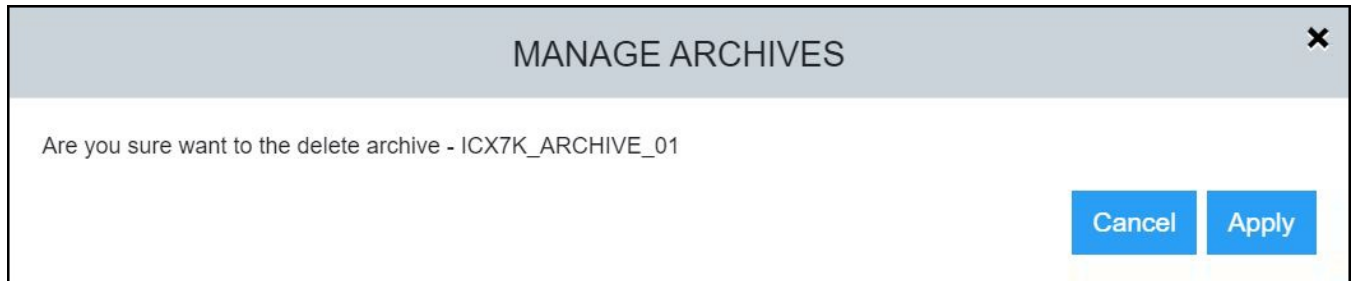 MANAGE ARCHIVES
Are you sure want to the delete archive - ICX7K_ARCHIVE_01
Cancel Apply